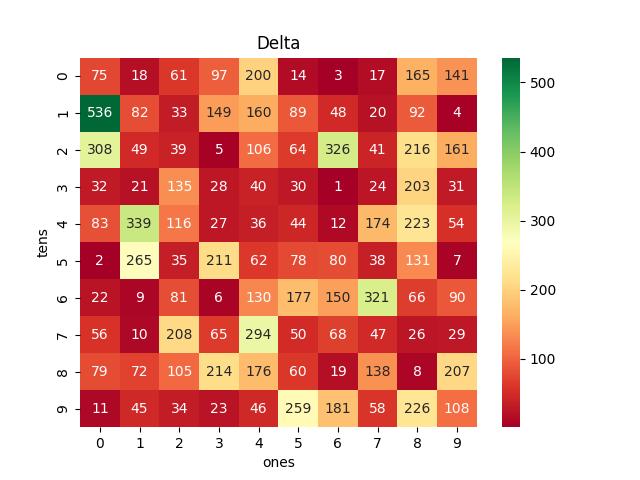 Delta
0 75 18 61 97 200 14 3 17 165 141
1 536 82 33 149 160 89 48 20 92 4
2 308 49 39 5 106 64 326 41 216 161
3 32 21 135 28 40 30 1 24 203 31
4 83 339 116 27 36 44 12 174 223 54
5 2 265 35 211 62 78 80 38 131 7
6 22 9 81 6 130 177 150 321 66 90
7 56 10 208 65 294 50 68 47 26 29
8 79 72 105 214 176 60 19 138 8 207
9 11 45 34 23 46 259 181 58 226 108
0 1 2 3 4 5 6 7 8 9
ones
tens
500
400
300
200
100